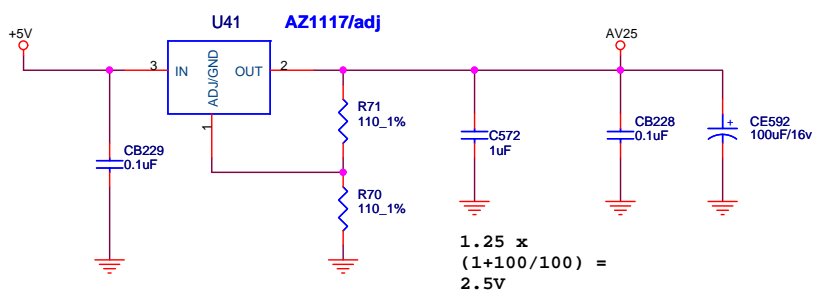 U41
AZ1117/adj
+5V
AV25
3
IN
OUT
2
ADJ/GND
1
R71
110_1%
CB229
0.1uF
R70
110_1%
C572
1uF
CB228
0.1uF
+
CE592
100uF/16v
1.25 x
(1+100/100) =
2.5V